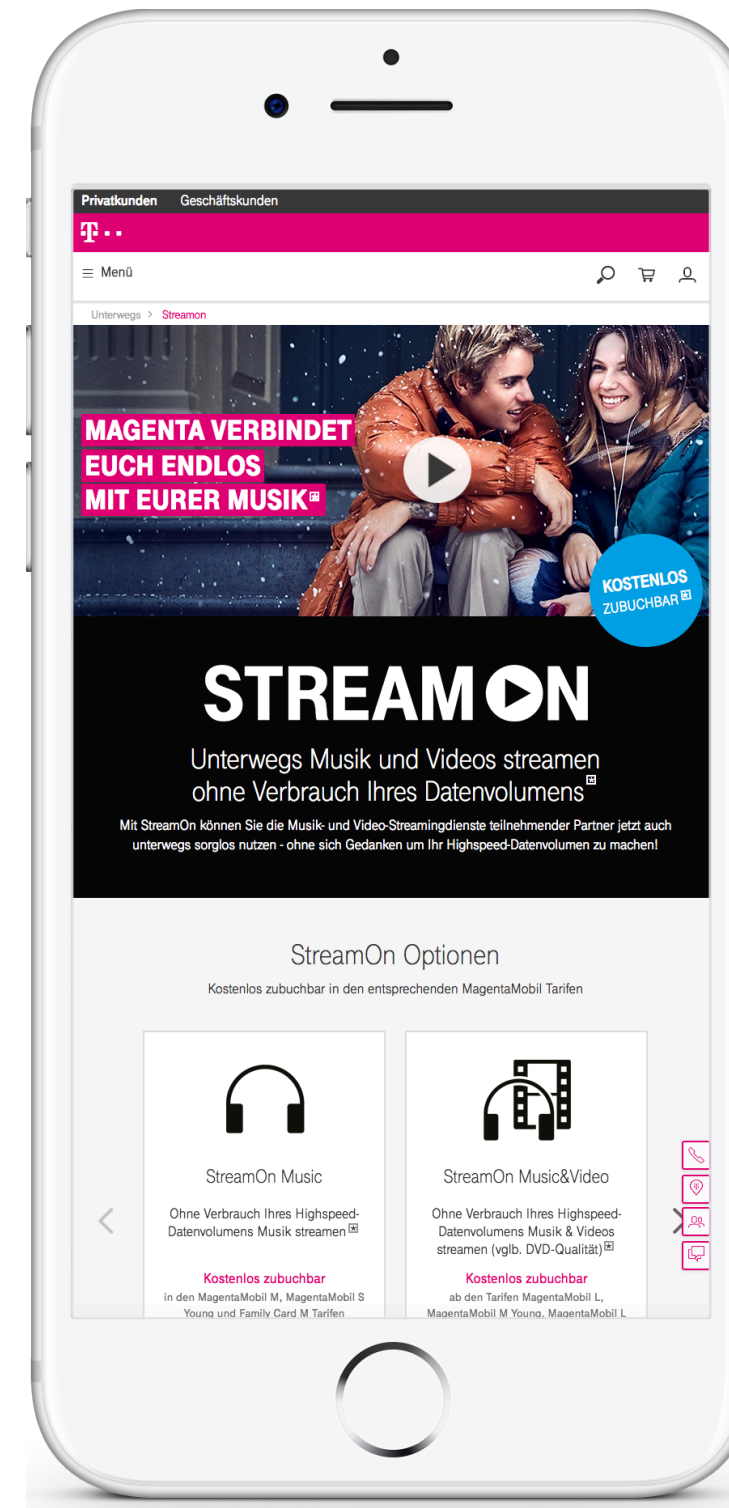 Privatkunden Geschäftskunden
T
Menü
Unterwegs > Streamon
MAGENTA VERBINDET
EUCH ENDLOS
MIT EURER MUSIK*
KOSTENLOS
ZUBUCHBAR*
STREAMON
Unterwegs Musik und Videos streamen
ohne Verbrauch Ihres Datenvolumens*
Mit StreamOn können Sie die Musik- und Video-Streamingdienste teilnehmender Partner jetzt auch
unterwegs sorglos nutzen - ohne sich Gedanken um Ihr Highspeed-Datenvolumen zu machen!
StreamOn Optionen
Kostenlos zubuchbar in den entsprechenden MagentaMobil Tarifen
StreamOn Music
Ohne Verbrauch Ihres Highspeed-
Datenvolumens Musik streamen*
Kostenlos zubuchbar
in den MagentaMobil M, MagentaMobil S
Young und Family Card M Tarifen
StreamOn Music&Video
Ohne Verbrauch Ihres Highspeed-
Datenvolumens Musik & Videos
streamen (vglb. DVD-Qualität)*
Kostenlos zubuchbar
ab den Tarifen MagentaMobil L,
MagentaMobil M Young, MagentaMobil L